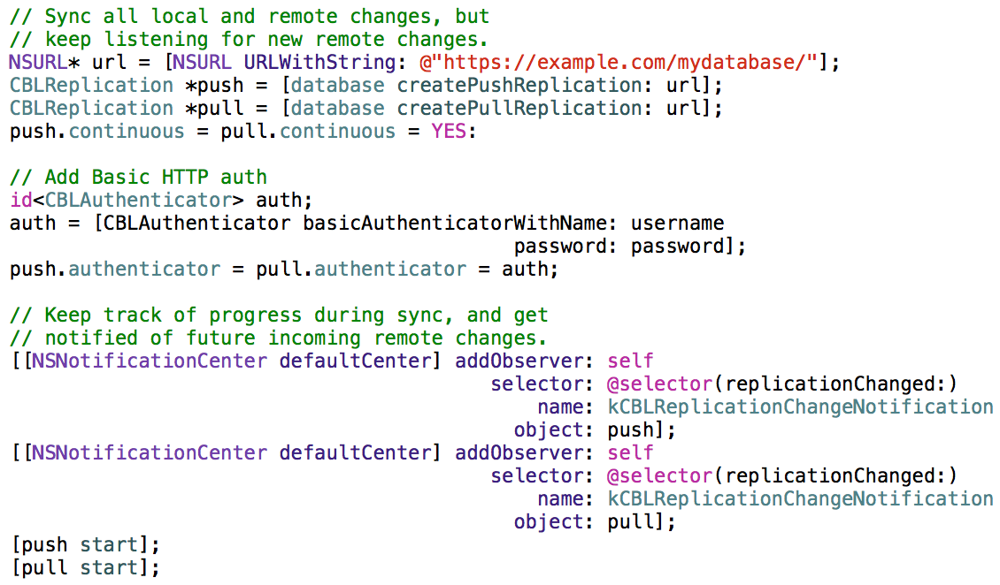 // Sync all local and remote changes, but
// keep listening for new remote changes.
NSURL* url = [NSURL URLWithString: @"https://example.com/mydatabase/"];
CBLReplication *push = [database createPushReplication: url];
CBLReplication *pull = [database createPullReplication: url];
push.continuous = pull.continuous = YES:

// Add Basic HTTP auth
id<CBLAuthenticator> auth;
auth = [CBLAuthenticator basicAuthenticatorWithName: username
                                           password: password];
push.authenticator = pull.authenticator = auth;

// Keep track of progress during sync, and get
// notified of future incoming remote changes.
[[NSNotificationCenter defaultCenter] addObserver: self
                                         selector: @selector(replicationChanged:)
                                             name: kCBLReplicationChangeNotification
                                           object: push];
[[NSNotificationCenter defaultCenter] addObserver: self
                                         selector: @selector(replicationChanged:)
                                             name: kCBLReplicationChangeNotification
                                           object: pull];
[push start];
[pull start];